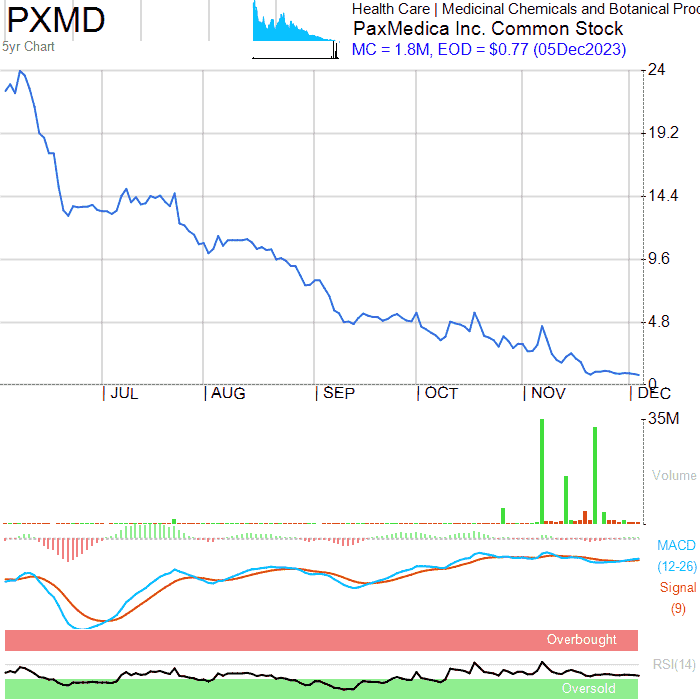 PXMD
5yr Chart
Health Care | Medicinal Chemicals and Botanical Proc
PaxMedica Inc. Common Stock
MC = 1.8M, EOD = $0.77 (05Dec2023)
24
19.2
14.4
9.6
4.8
0
JUL AUG SEP OCT NOV DEC
35M
Volume
MACD
(12-26)
Signal
(9)
Overbought
RSI(14)
Oversold